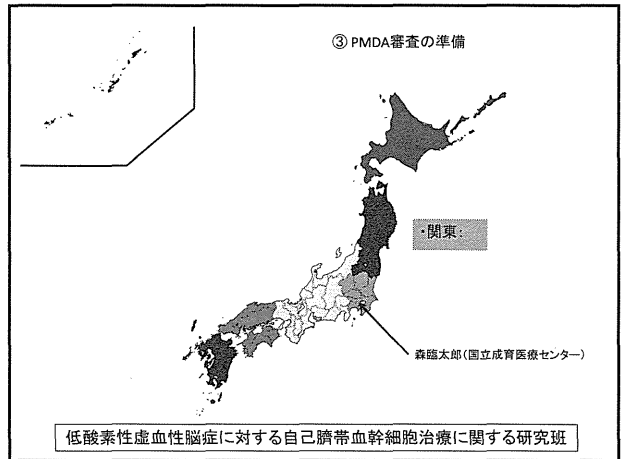 ③ PMDA審査の準備
・関東:
森臨太郎(国立成育医療センター)
低酸素性虚血性脳症に対する自己臍帯血幹細胞治療に関する研究班